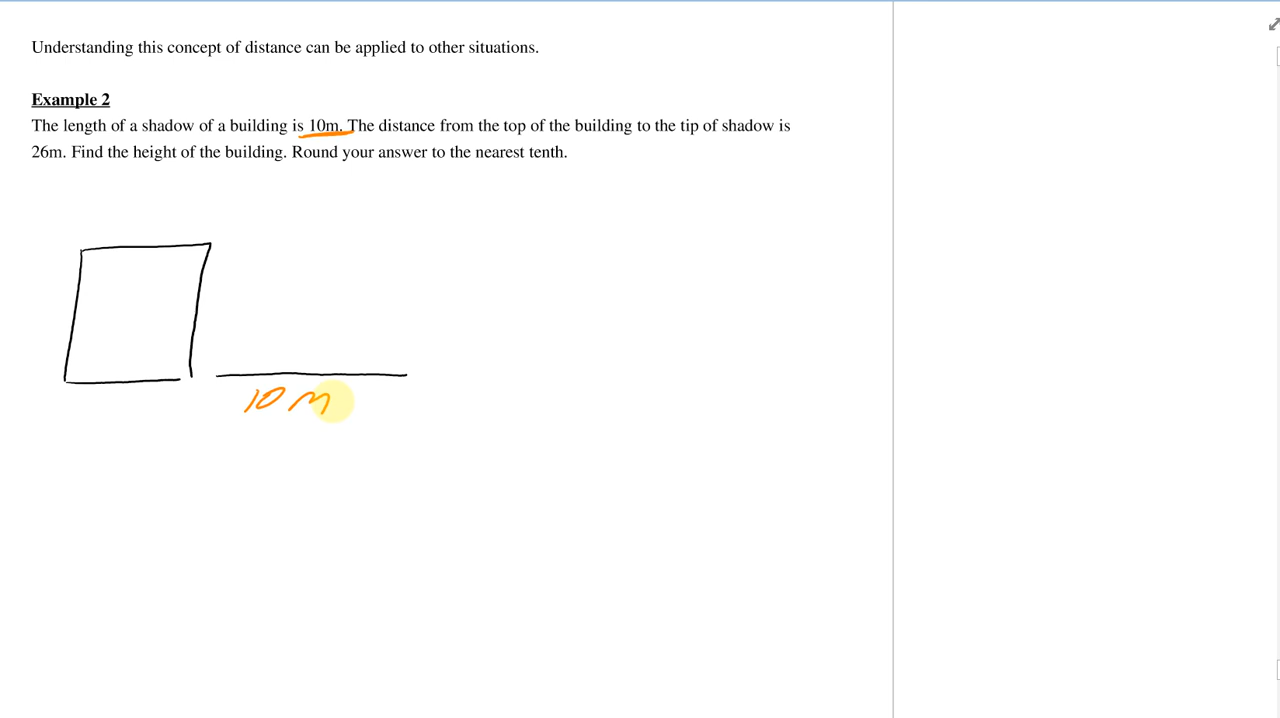 Understanding this concept of distance can be applied to other situations.
Example 2
The length of a shadow of a building is 10m. The distance from the top of the building to the tip of shadow is
26m. Find the height of the building. Round your answer to the nearest tenth.
10 m